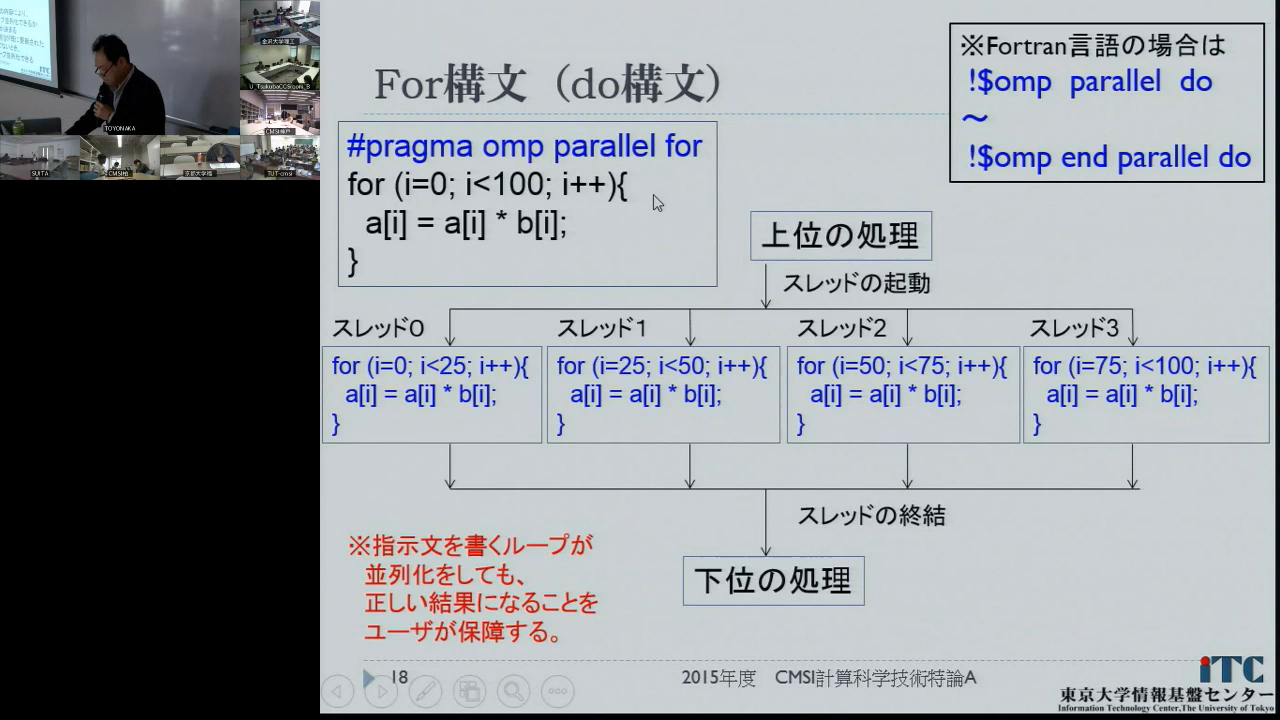 For構文（do構文）
※Fortran言語の場合は
!$omp parallel do
～
!$omp end parallel do
#pragma omp parallel for
for (i=0; i<100; i++){
a[i] = a[i] * b[i];
}
上位の処理
スレッドの起動
スレッド0
スレッド1
スレッド2
スレッド3
for (i=0; i<25; i++){
a[i] = a[i] * b[i];
}
for (i=25; i<50; i++){
a[i] = a[i] * b[i];
}
for (i=50; i<75; i++){
a[i] = a[i] * b[i];
}
for (i=75; i<100; i++){
a[i] = a[i] * b[i];
}
スレッドの終結
下位の処理
※指示文を書くループが
並列化をしても、
正しい結果になることを
ユーザが保障する。
18
2015年度 CMSI計算科学技術特論A
iTC
東京大学情報基盤センター
Information Technology Center,The University of Tokyo
TOYONAKA
SUITA
TUT-cmsi